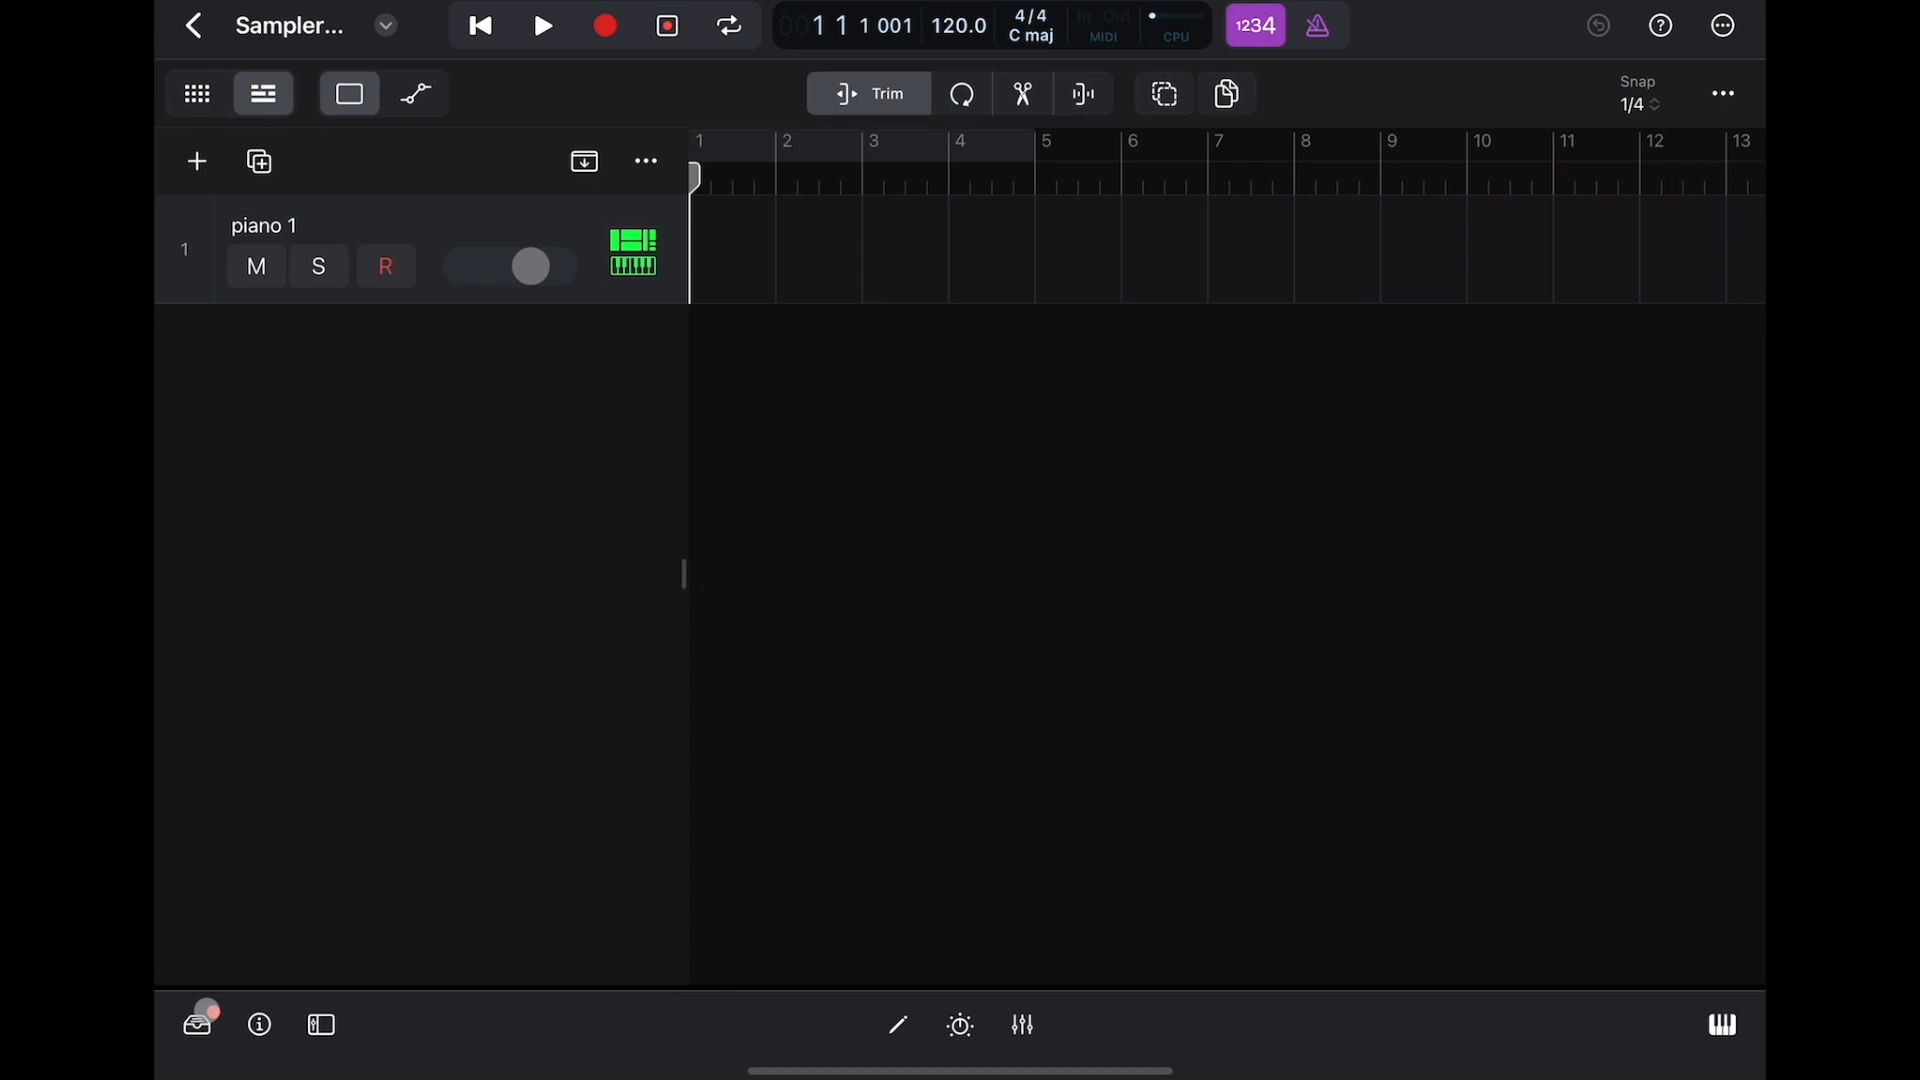 Sampler...
001 1 1 001
120.0
4/4
C maj
In Out
MIDI
CPU
1234
Trim
Snap
1/4
1 2 3 4 5 6 7 8 9 10 11 12 13
1
piano 1
M S R